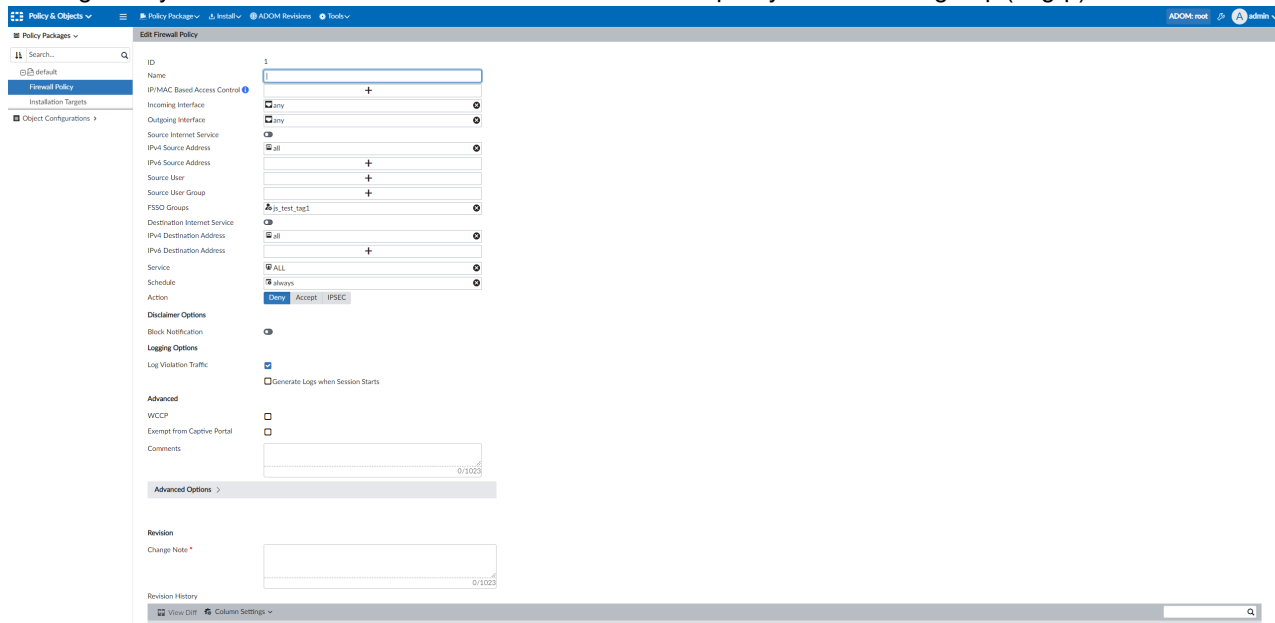 Policy & Objects
Policy Package
Install
ADOM Revisions
Tools
ADOM: root
A
admin
Policy Packages
Edit Firewall Policy
Search...
default
Firewall Policy
Installation Targets
Object Configurations
ID 1
Name
IP/MAC Based Access Control
Incoming Interface any
Outgoing Interface any
Source Internet Service
IPv4 Source Address all
IPv6 Source Address
Source User
Source User Group
FSSO Groups js_test_tag1
Destination Internet Service
IPv4 Destination Address all
IPv6 Destination Address
Service ALL
Schedule always
Action Deny Accept IPSEC
Disclaimer Options
Block Notification
Logging Options
Log Violation Traffic
Generate Logs when Session Starts
Advanced
WCCP
Exempt from Captive Portal
Comments
0/1023
Advanced Options
Revision
Change Note *
0/1023
Revision History
View Diff Column Settings